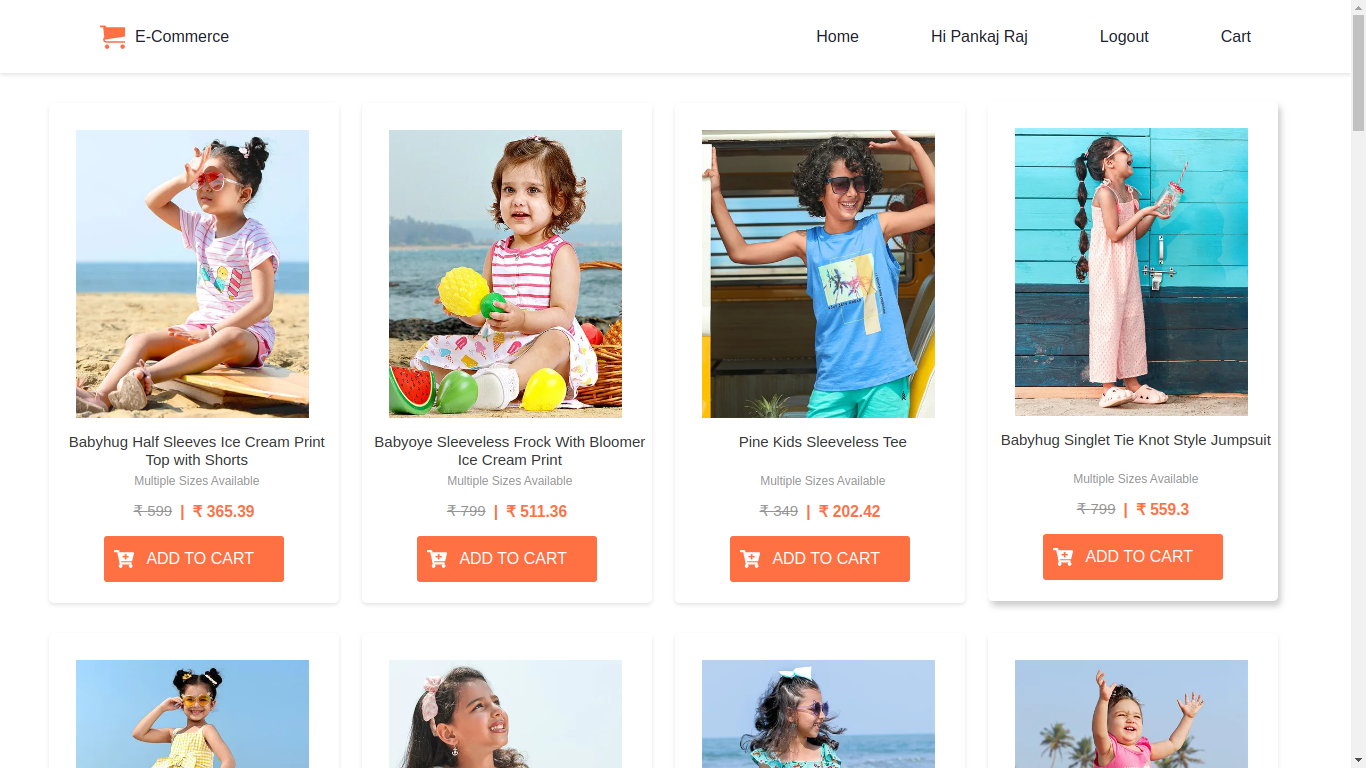 E-Commerce
Home
Hi Pankaj Raj
Logout
Cart
Babyhug Half Sleeves Ice Cream Print
Top with Shorts
Multiple Sizes Available
₹ 599 | ₹ 365.39
ADD TO CART
Babyoye Sleeveless Frock With Bloomer
Ice Cream Print
Multiple Sizes Available
₹ 799 | ₹ 511.36
ADD TO CART
Pine Kids Sleeveless Tee
Multiple Sizes Available
₹ 349 | ₹ 202.42
ADD TO CART
Babyhug Singlet Tie Knot Style Jumpsuit
Multiple Sizes Available
₹ 799 | ₹ 559.3
ADD TO CART